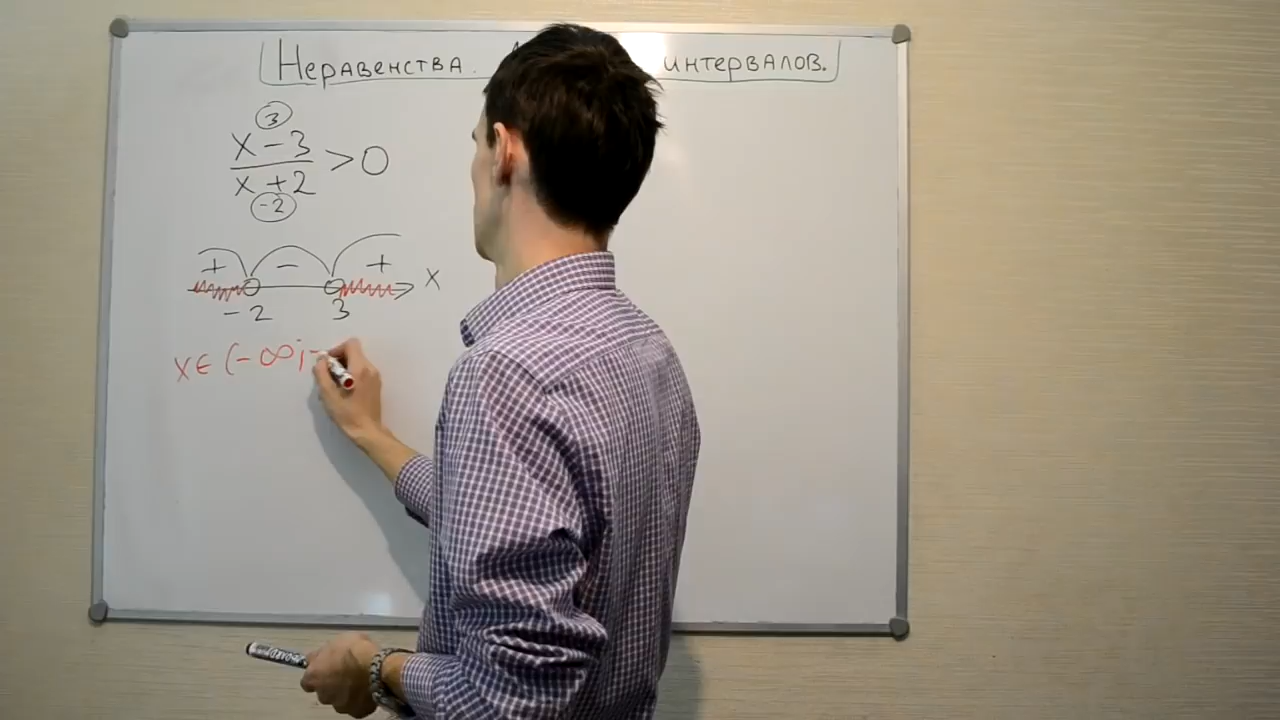 Неравенства. интервалов.
3
x - 3
x + 2
> 0
-2
+ - + x
-2 3
x ∈ (-∞; -